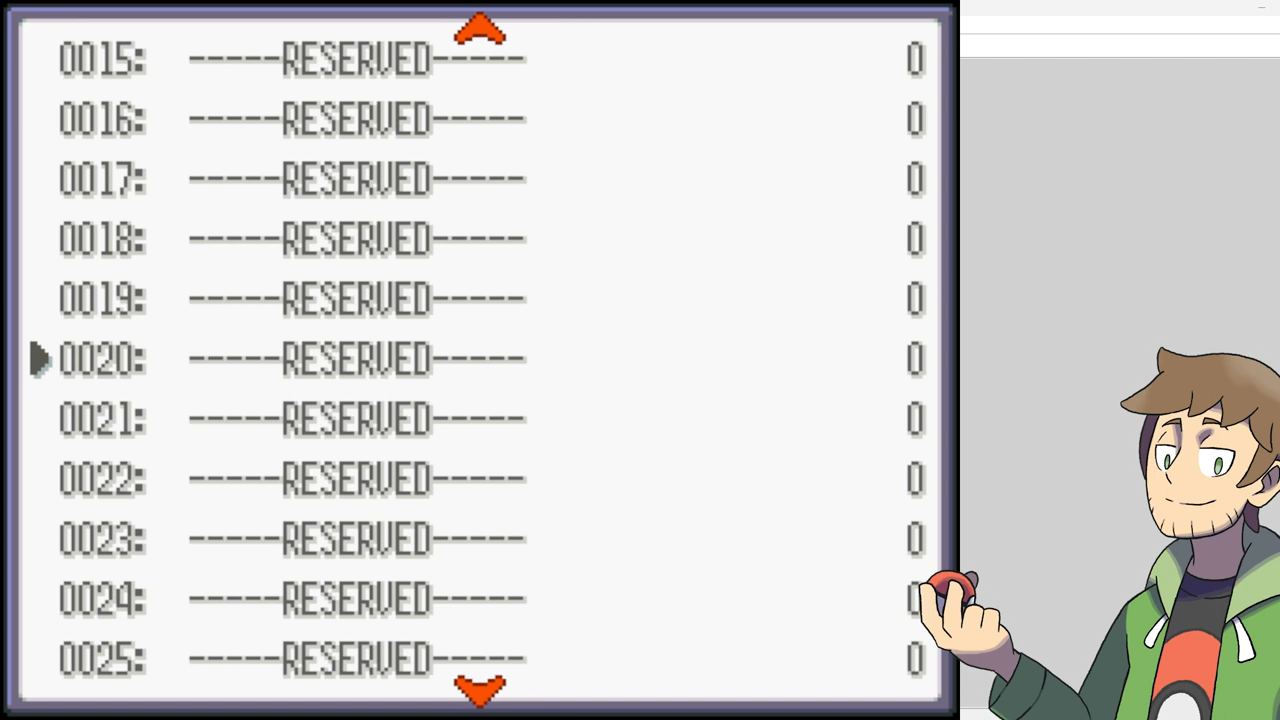 0015: -----RESERVED----- 0
0016: -----RESERVED----- 0
0017: -----RESERVED----- 0
0018: -----RESERVED----- 0
0019: -----RESERVED----- 0
0020: -----RESERVED----- 0
0021: -----RESERVED----- 0
0022: -----RESERVED----- 0
0023: -----RESERVED----- 0
0024: -----RESERVED----- 0
0025: -----RESERVED----- 0